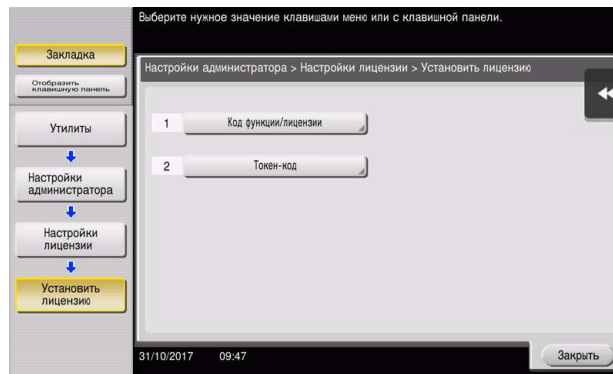 Выберите нужное значение клавишами меню или с клавишной панели.
Закладка
Отобразить
клавишную панель
Утилиты
Настройки
администратора
Настройки
лицензии
Установить
лицензию
Настройки администратора > Настройки лицензии > Установить лицензию
1 Код функции/лицензии
2 Токен-код
31/10/2017 09:47
Закрыть